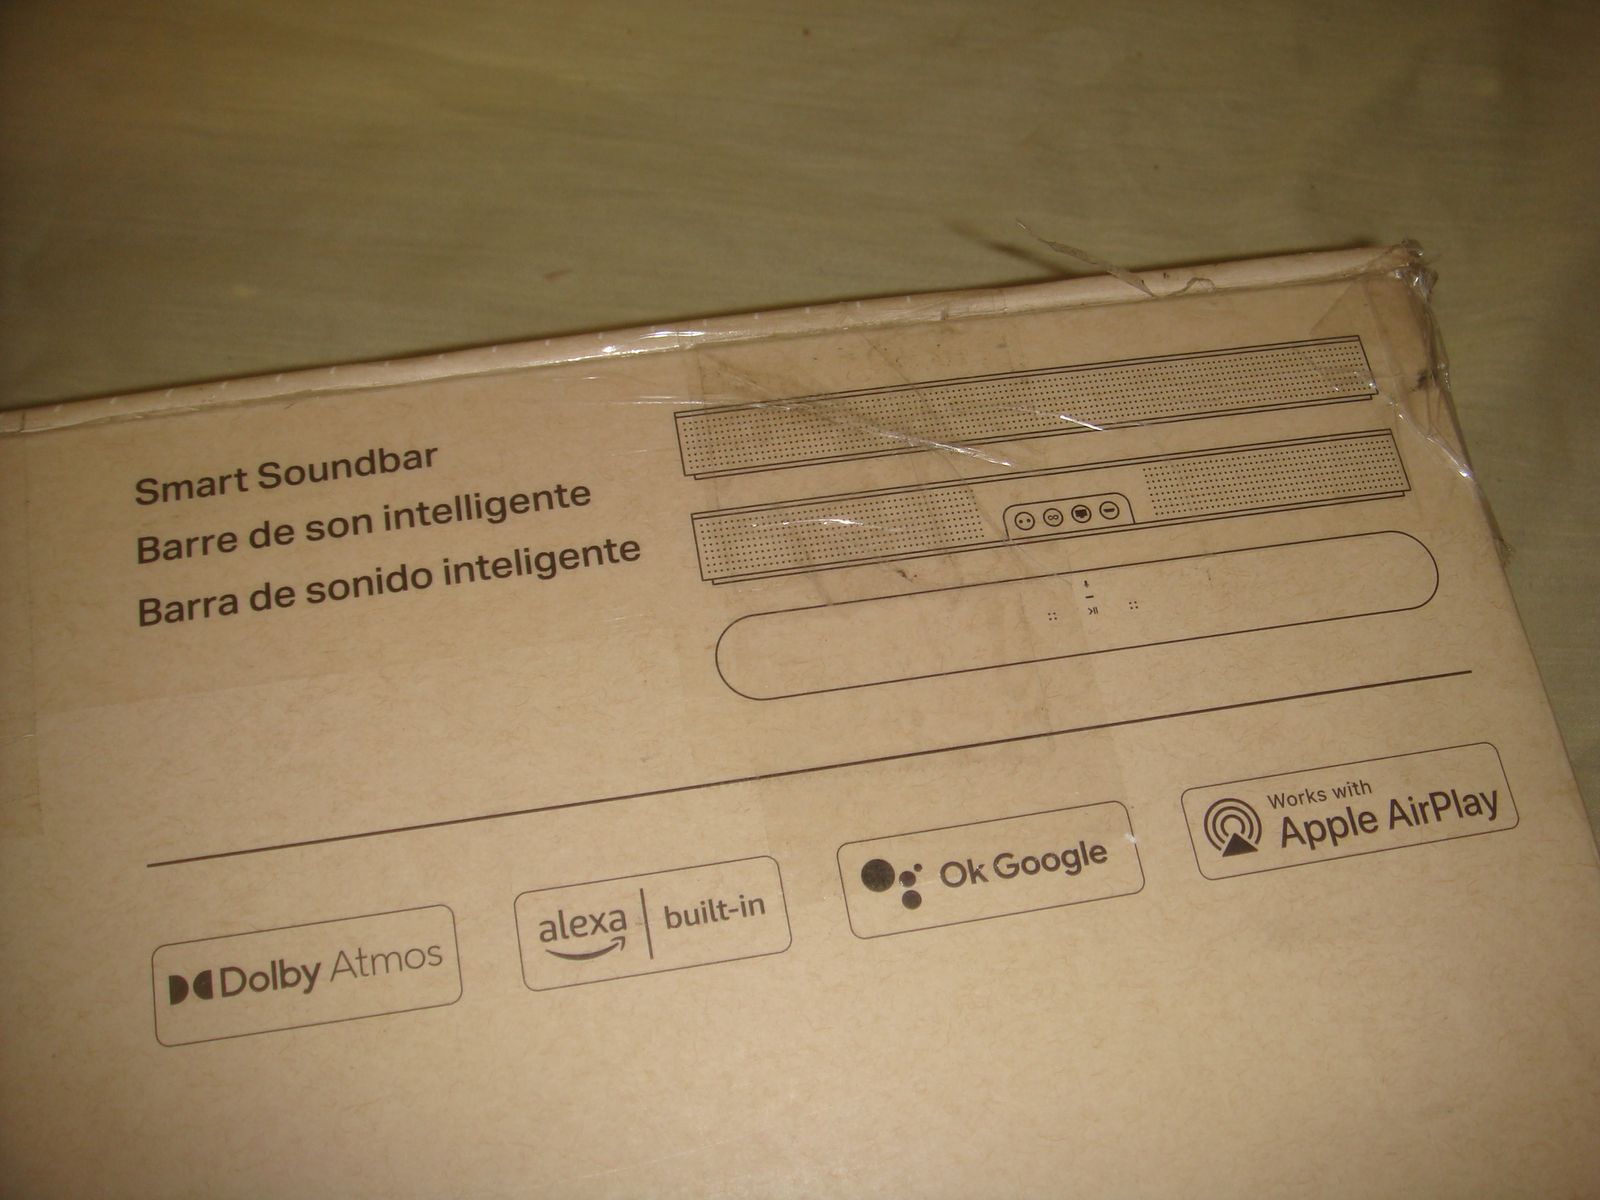 Smart Soundbar
Barre de son intelligente
Barra de sonido inteligente
Dolby Atmos
alexa built-in
Ok Google
Works with
Apple AirPlay